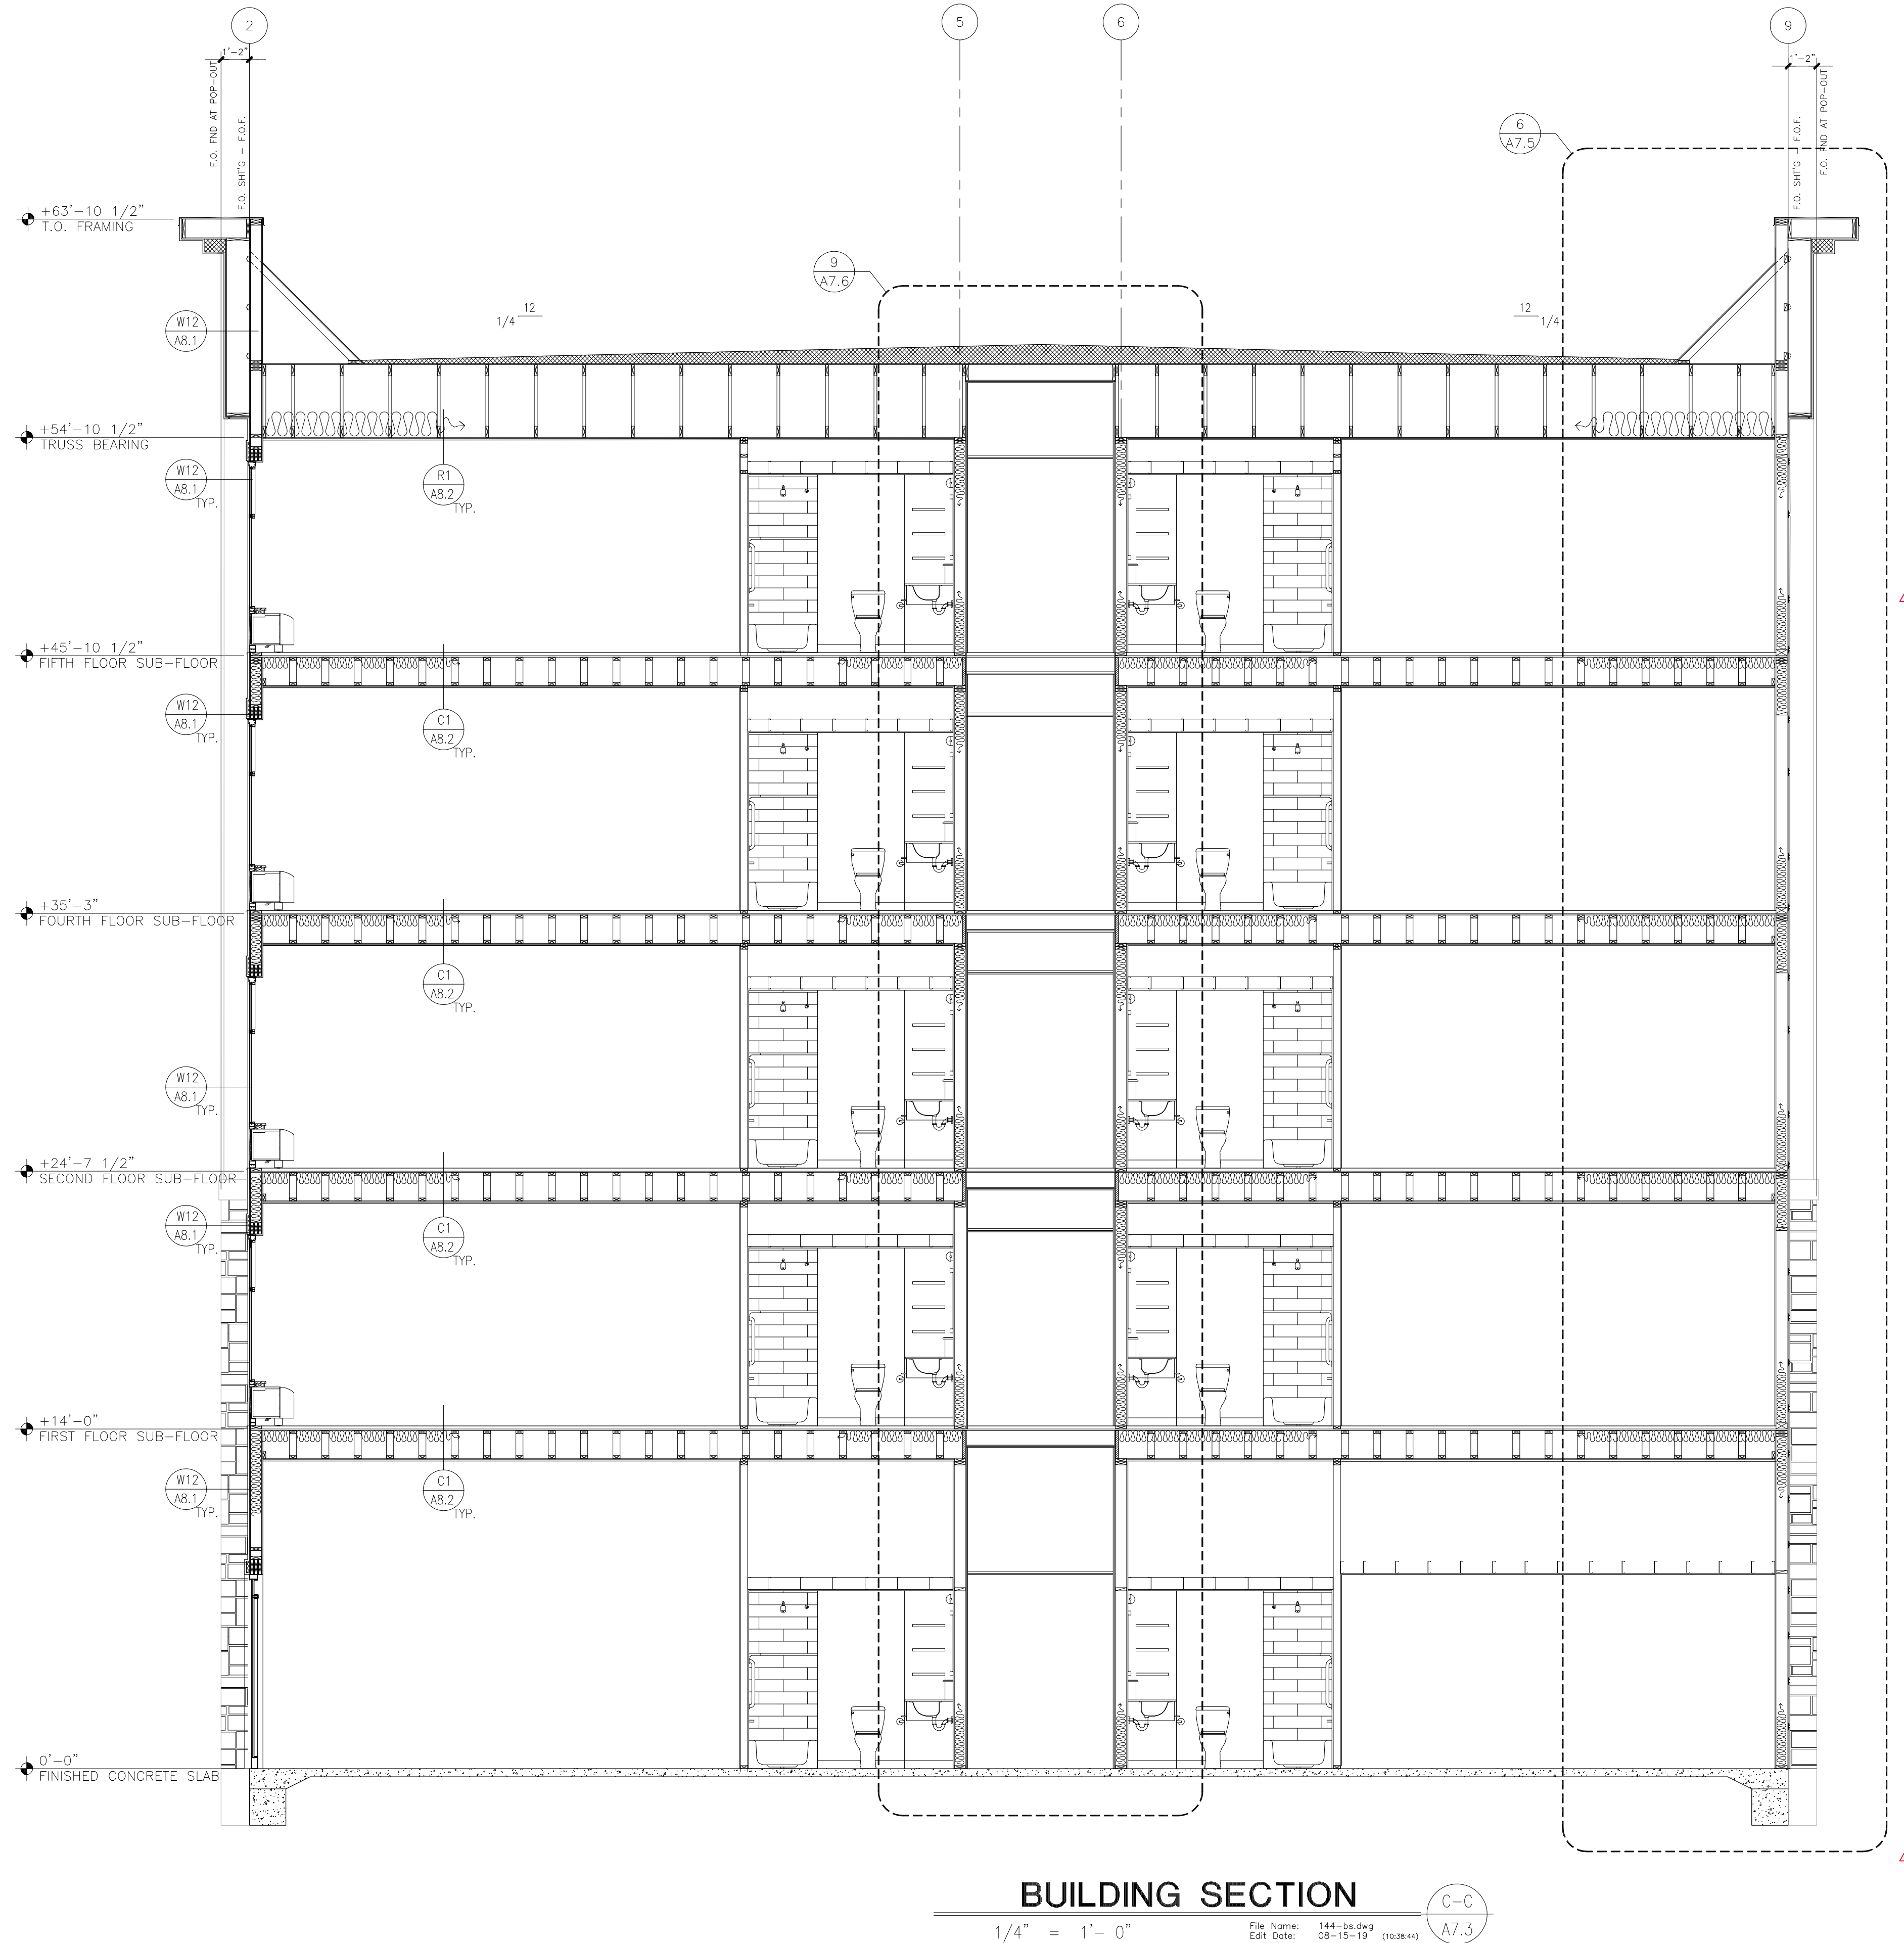 2
5
6
9
1'-2"
1'-2"
F.O. FND AT POP-OUT
F.O. SHT'G - F.O.F.
F.O. SHT'G - F.O.F.
F.O. FND AT POP-OUT
6
A7.5
+63'-10 1/2"
T.O. FRAMING
9
A7.6
12
1/4
12
1/4
W12
A8.1
+54'-10 1/2"
TRUSS BEARING
W12
A8.1
TYP.
R1
A8.2
TYP.
+45'-10 1/2"
FIFTH FLOOR SUB-FLOOR
W12
A8.1
TYP.
C1
A8.2
TYP.
+35'-3"
FOURTH FLOOR SUB-FLOOR
C1
A8.2
TYP.
W12
A8.1
TYP.
+24'-7 1/2"
SECOND FLOOR SUB-FLOOR
W12
A8.1
TYP.
C1
A8.2
TYP.
+14'-0"
FIRST FLOOR SUB-FLOOR
W12
A8.1
TYP.
C1
A8.2
TYP.
0'-0"
FINISHED CONCRETE SLAB
BUILDING SECTION
C-C
A7.3
1/4" = 1'- 0"
File Name: 144-bs.dwg
Edit Date: 08-15-19 (10:38:44)